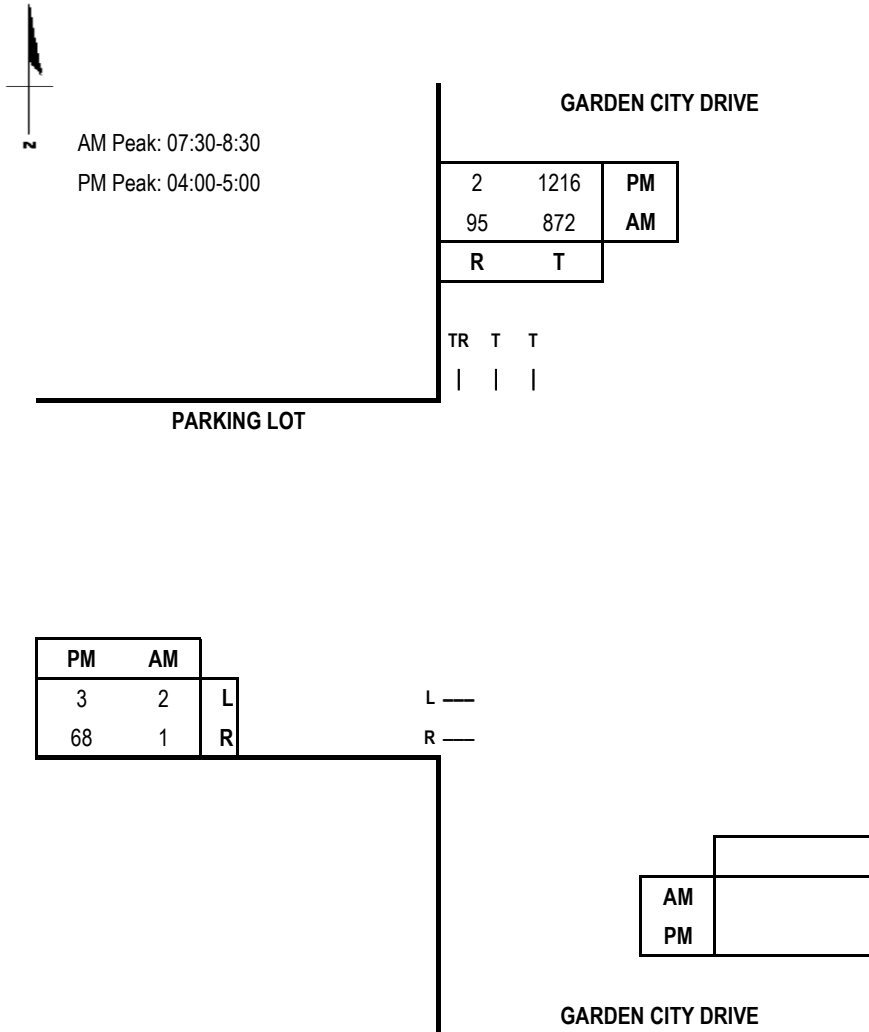 GARDEN CITY DRIVE
N
AM Peak: 07:30-8:30
PM Peak: 04:00-5:00
2 1216 PM
95 872 AM
R T
TR T T
PARKING LOT
PM AM
3 2 L
68 1 R
L
R
AM
PM
GARDEN CITY DRIVE